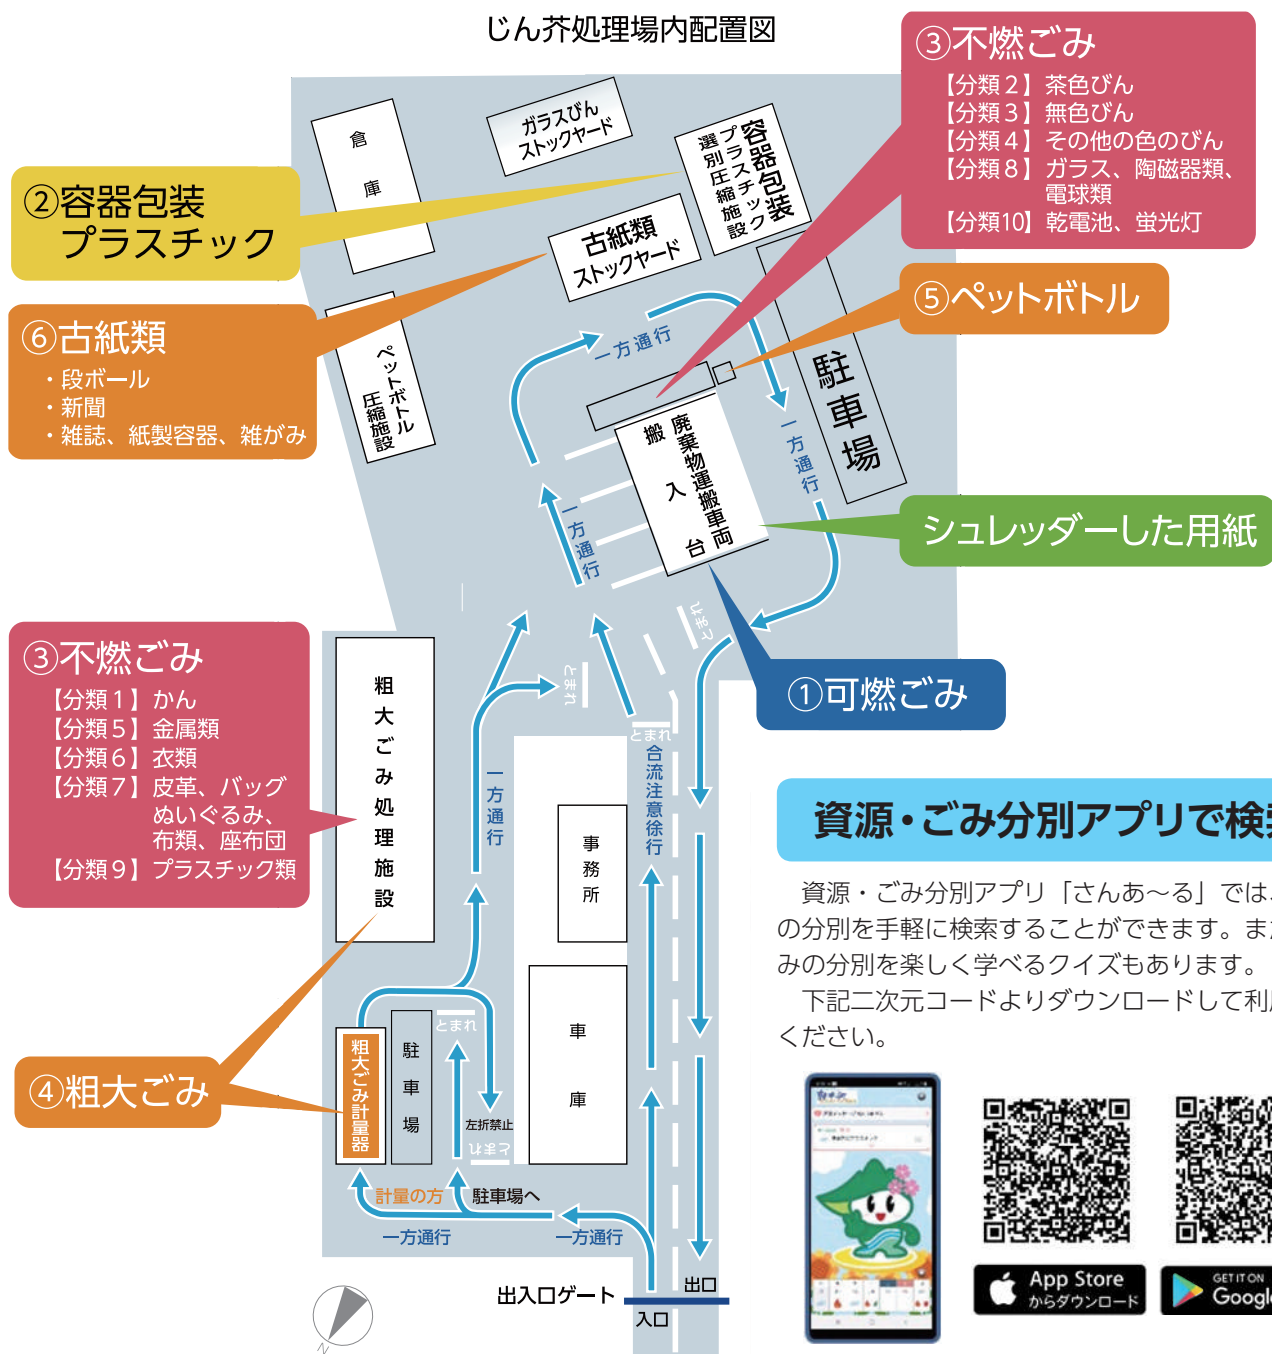 じん芥処理場内配置図
③不燃ごみ
【分類2】茶色びん
【分類3】無色びん
【分類4】その他の色のびん
【分類8】ガラス、陶磁器類、
電球類
【分類10】乾電池、蛍光灯
倉庫
ガラスびん
ストックヤード
容器包装
プラスチック
選別圧縮施設
②容器包装
プラスチック
古紙類
ストックヤード
⑤ペットボトル
⑥古紙類
・段ボール
・新聞
・雑誌、紙製容器、雑がみ
ペットボトル
圧縮施設
一方通行
駐車場
廃棄物運搬車両
搬入台
一方通行
一方通行
シュレッダーした用紙
①可燃ごみ
とまれ
とまれ
とまれ
③不燃ごみ
【分類1】かん
【分類5】金属類
【分類6】衣類
【分類7】皮革、バッグ
ぬいぐるみ、
布類、座布団
【分類9】プラスチック類
粗大ごみ処理施設
一方通行
合流注意徐行
事務所
車庫
④粗大ごみ
粗大ごみ計量器
駐車場
とまれ
左折禁止
とまれ
計量の方
駐車場へ
一方通行
一方通行
出入口ゲート
出口
入口
N
資源・ごみ分別アプリで検索
資源・ごみ分別アプリ「さんあ～る」では、
の分別を手軽に検索することができます。また
みの分別を楽しく学べるクイズもあります。
下記二次元コードよりダウンロードして利用
ください。
App Store
からダウンロード
GET IT ON
Google